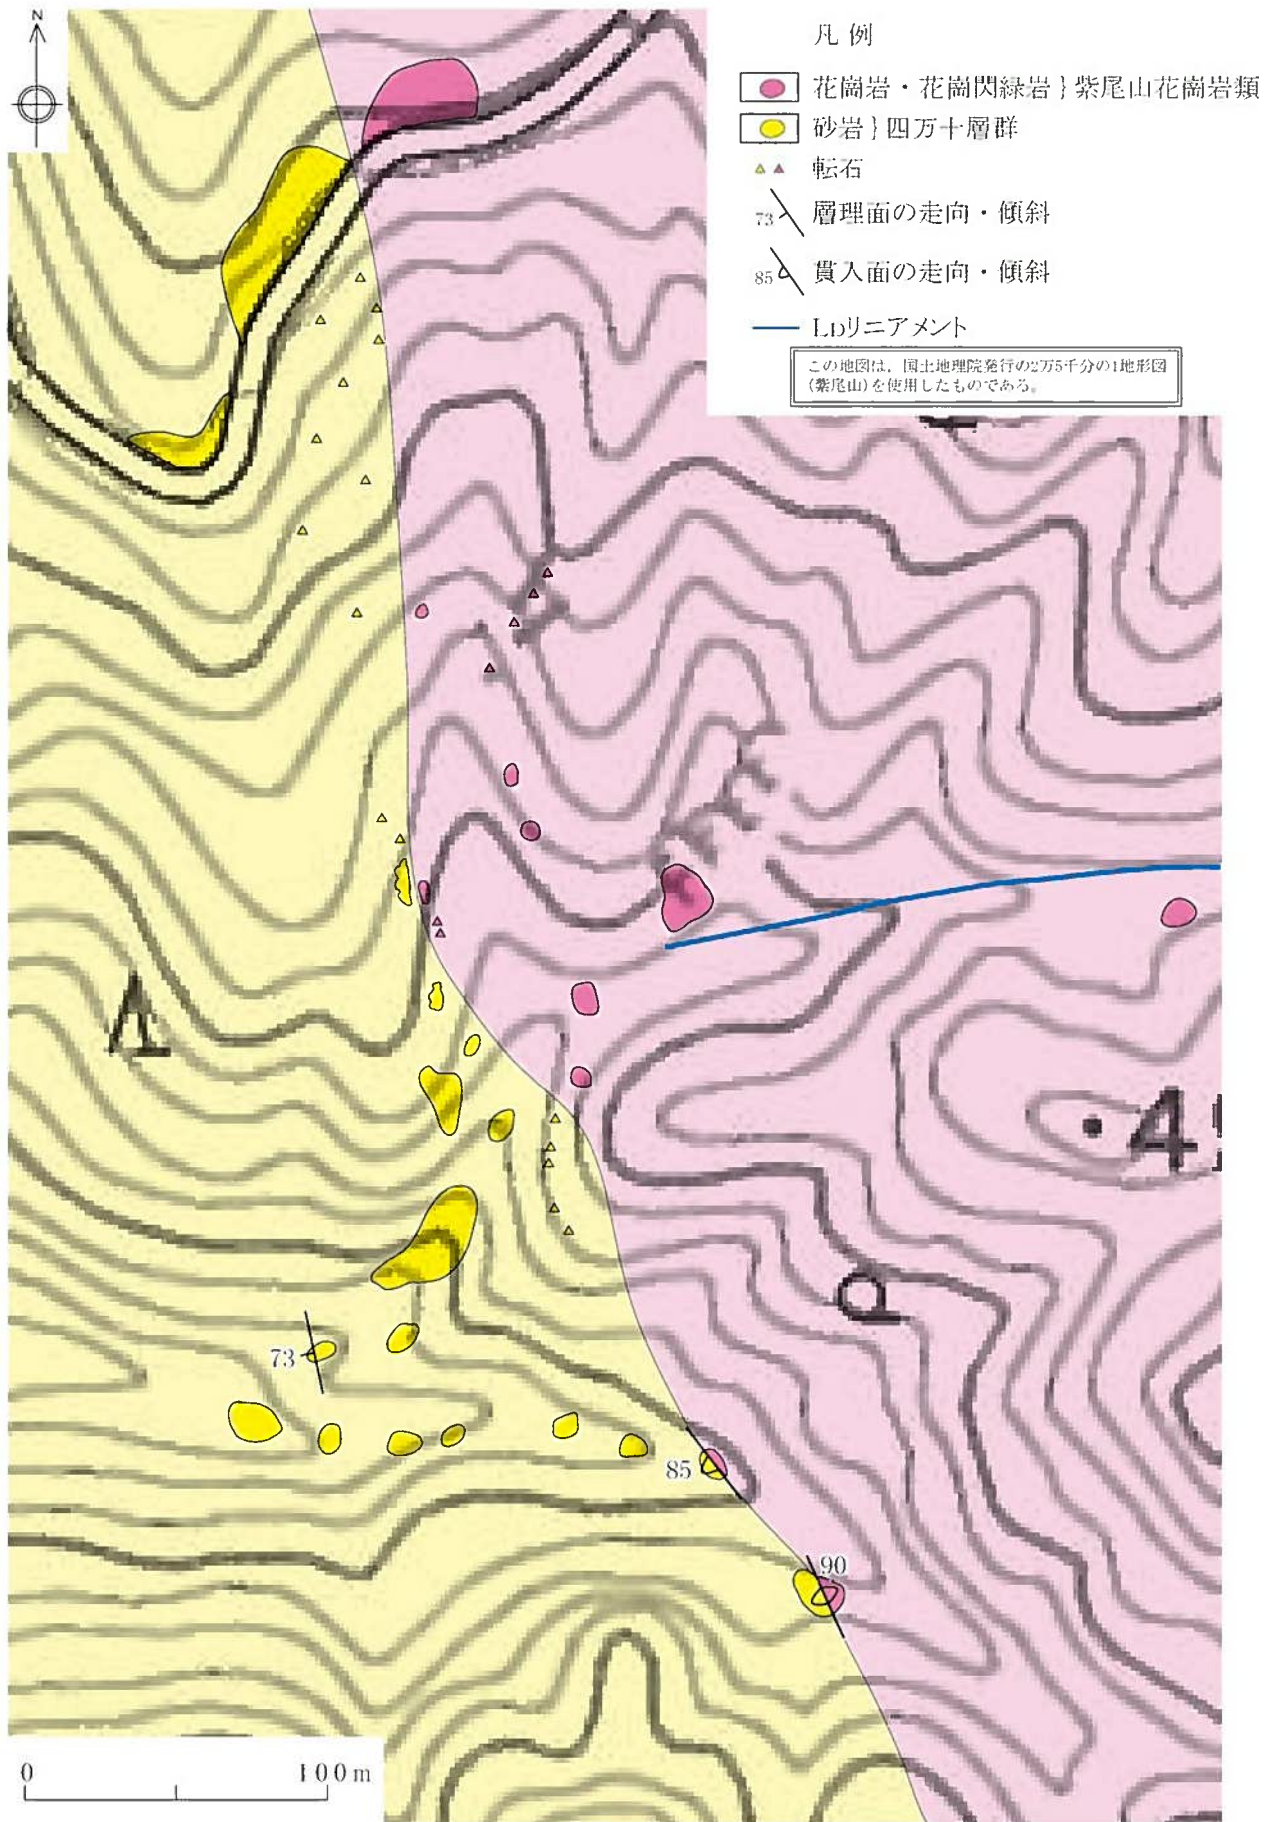 N
凡例
花崗岩・花崗閃緑岩}紫尾山花崗岩類
砂岩}四万十層群
転石
73 層理面の走向・傾斜
85 貫入面の走向・傾斜
LDリニアメント
この地図は，国土地理院発行の2万5千分の1地形図
(紫尾山)を使用したものである。
73
85
90
0 100m